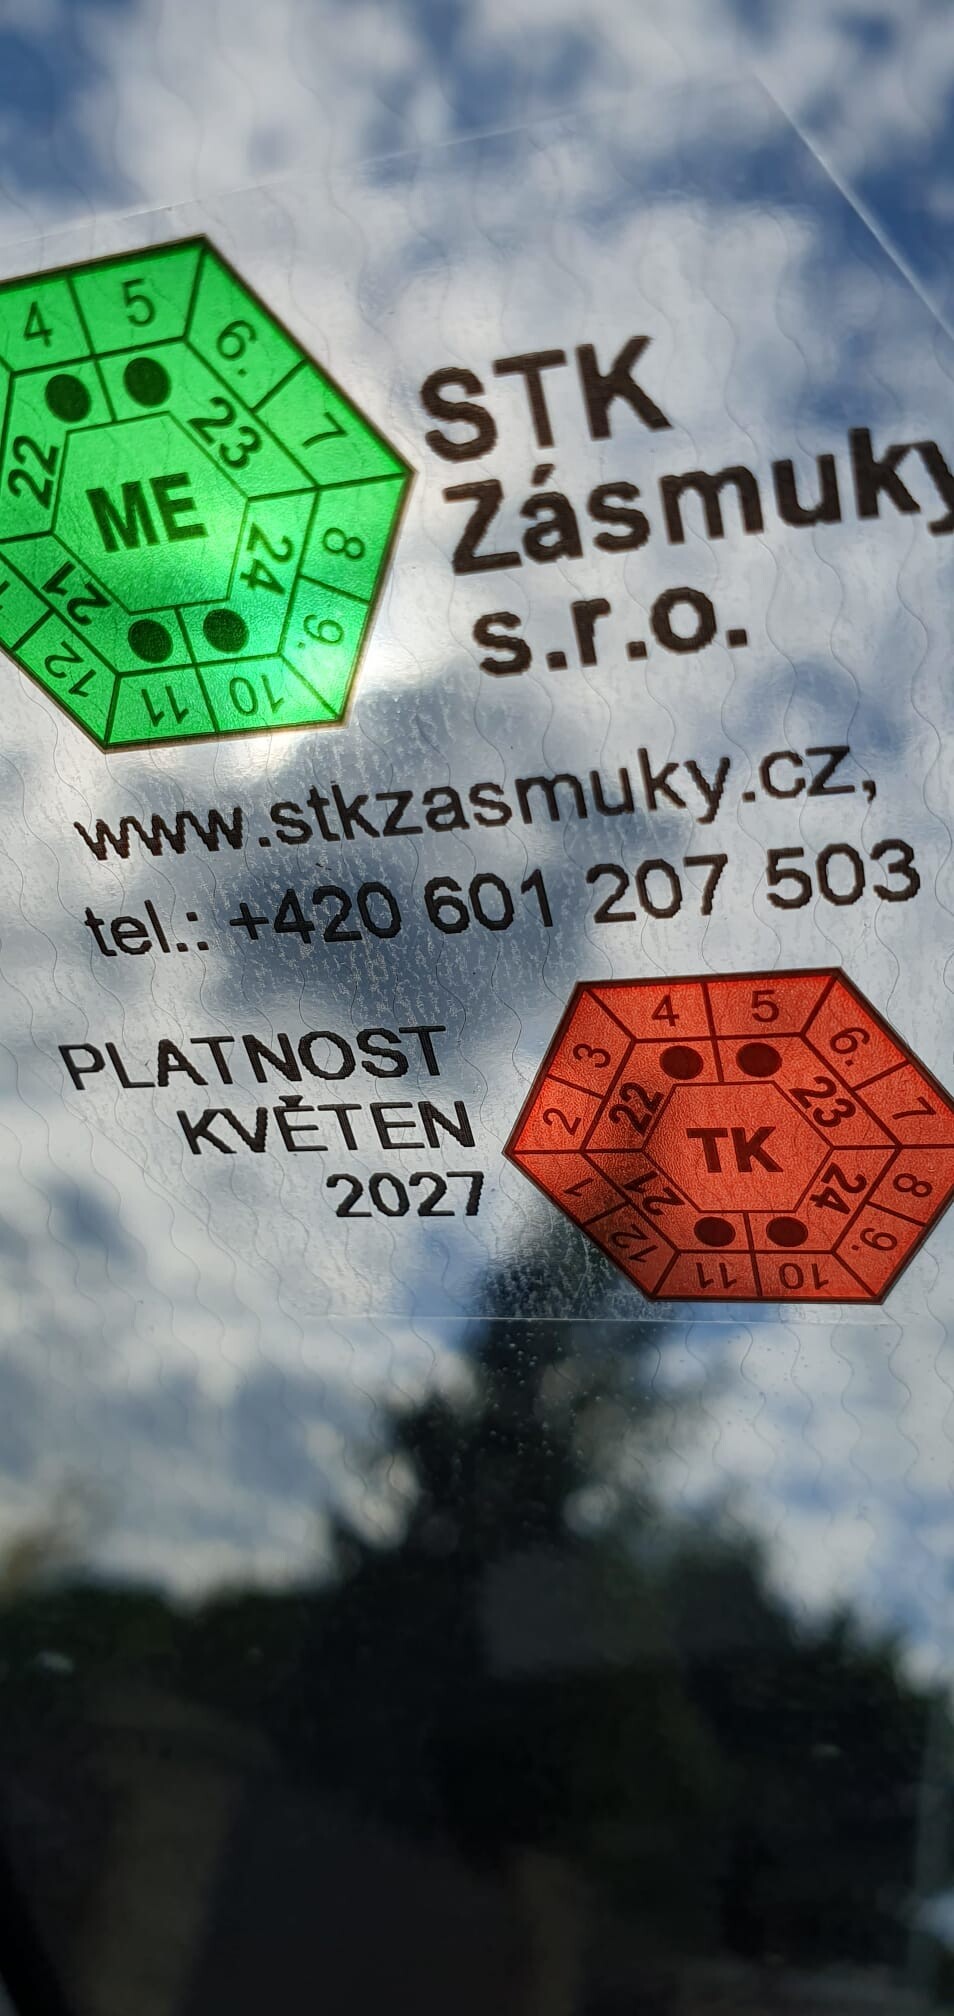 4 5 6. 7 8 9. 10 11 12
21 22 23 24
ME
STK
Zásmuky
s.r.o.
www.stkzasmuky.cz,
tel.: +420 601 207 503
PLATNOST
KVĚTEN
2027
1 2 3 4 5 6. 7 8 9. 10 11 12
21 22 23 24
TK